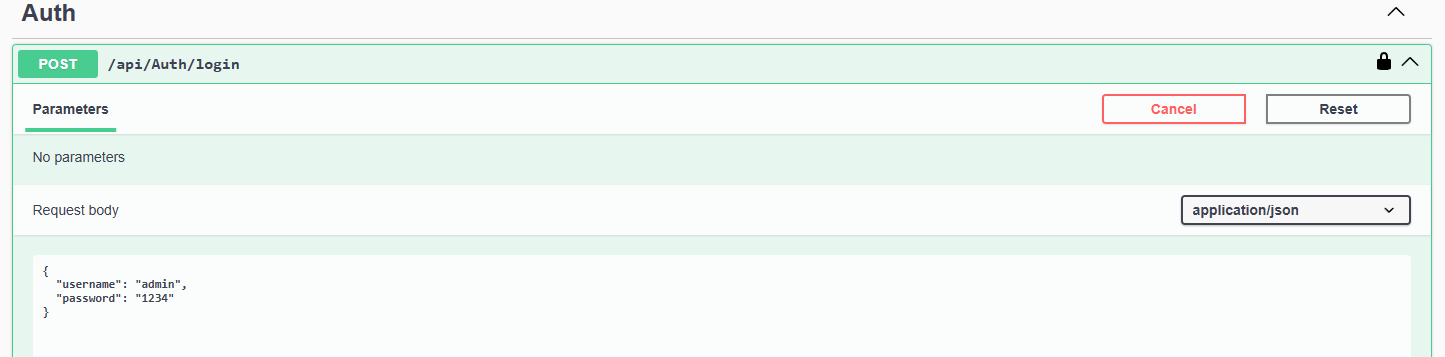 Auth
POST /api/Auth/login
Parameters Cancel Reset
No parameters
Request body application/json
{
"username": "admin",
"password": "1234"
}